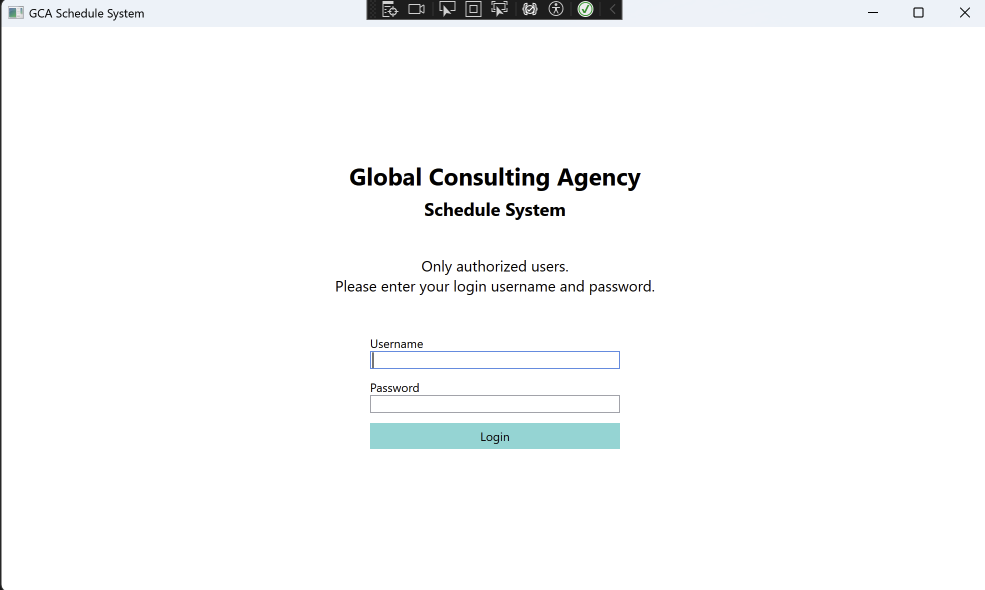 GCA Schedule System
Global Consulting Agency
Schedule System
Only authorized users.
Please enter your login username and password.
Username
Password
Login